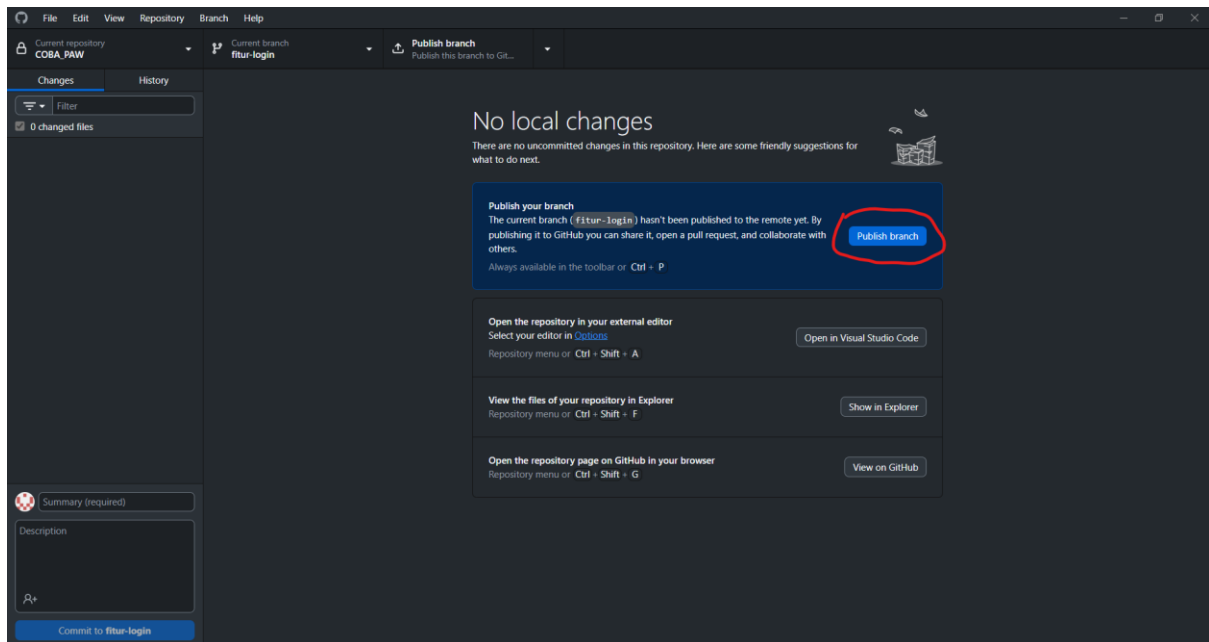 File Edit View Repository Branch Help
Current repository
COBA_PAW
Current branch
fitur-login
Publish branch
Publish this branch to Git...
Changes History
Filter
0 changed files
No local changes
There are no uncommitted changes in this repository. Here are some friendly suggestions for
what to do next.
Publish your branch
The current branch (fitur-login) hasn't been published to the remote yet. By
publishing it to GitHub you can share it, open a pull request, and collaborate with
others.
Always available in the toolbar or Ctrl + P
Publish branch
Open the repository in your external editor
Select your editor in Options
Repository menu or Ctrl + Shift + A
Open in Visual Studio Code
View the files of your repository in Explorer
Repository menu or Ctrl + Shift + F
Show in Explorer
Open the repository page on GitHub in your browser
Repository menu or Ctrl + Shift + G
View on GitHub
Summary (required)
Description
Commit to fitur-login